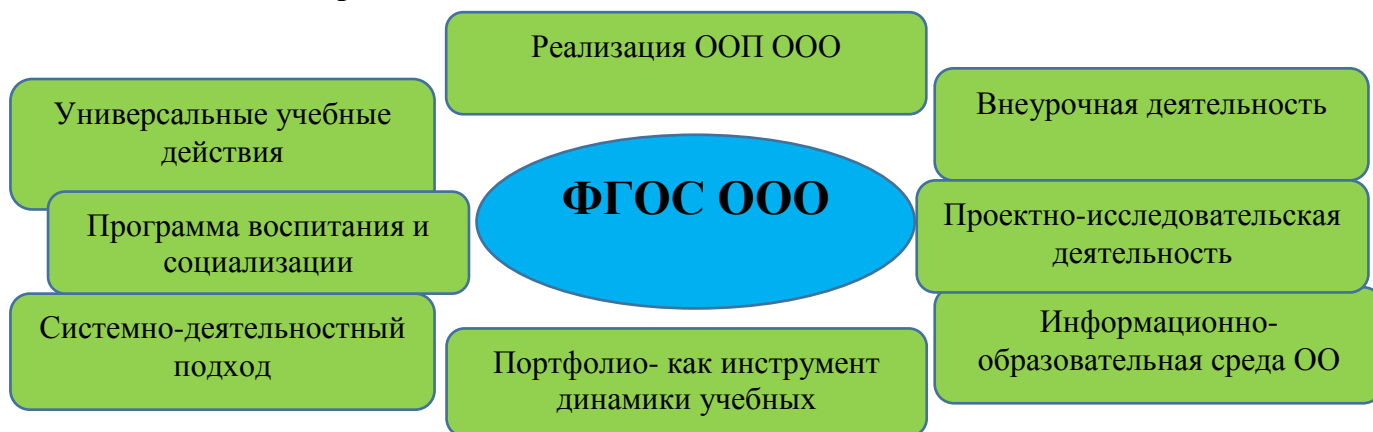 Реализация ООП ООО
Универсальные учебные
действия
Внеурочная деятельность
ФГОС ООО
Программа воспитания и
социализации
Проектно-исследовательская
деятельность
Системно-деятельностный
подход
Портфолио- как инструмент
динамики учебных
Информационно-
образовательная среда ОО